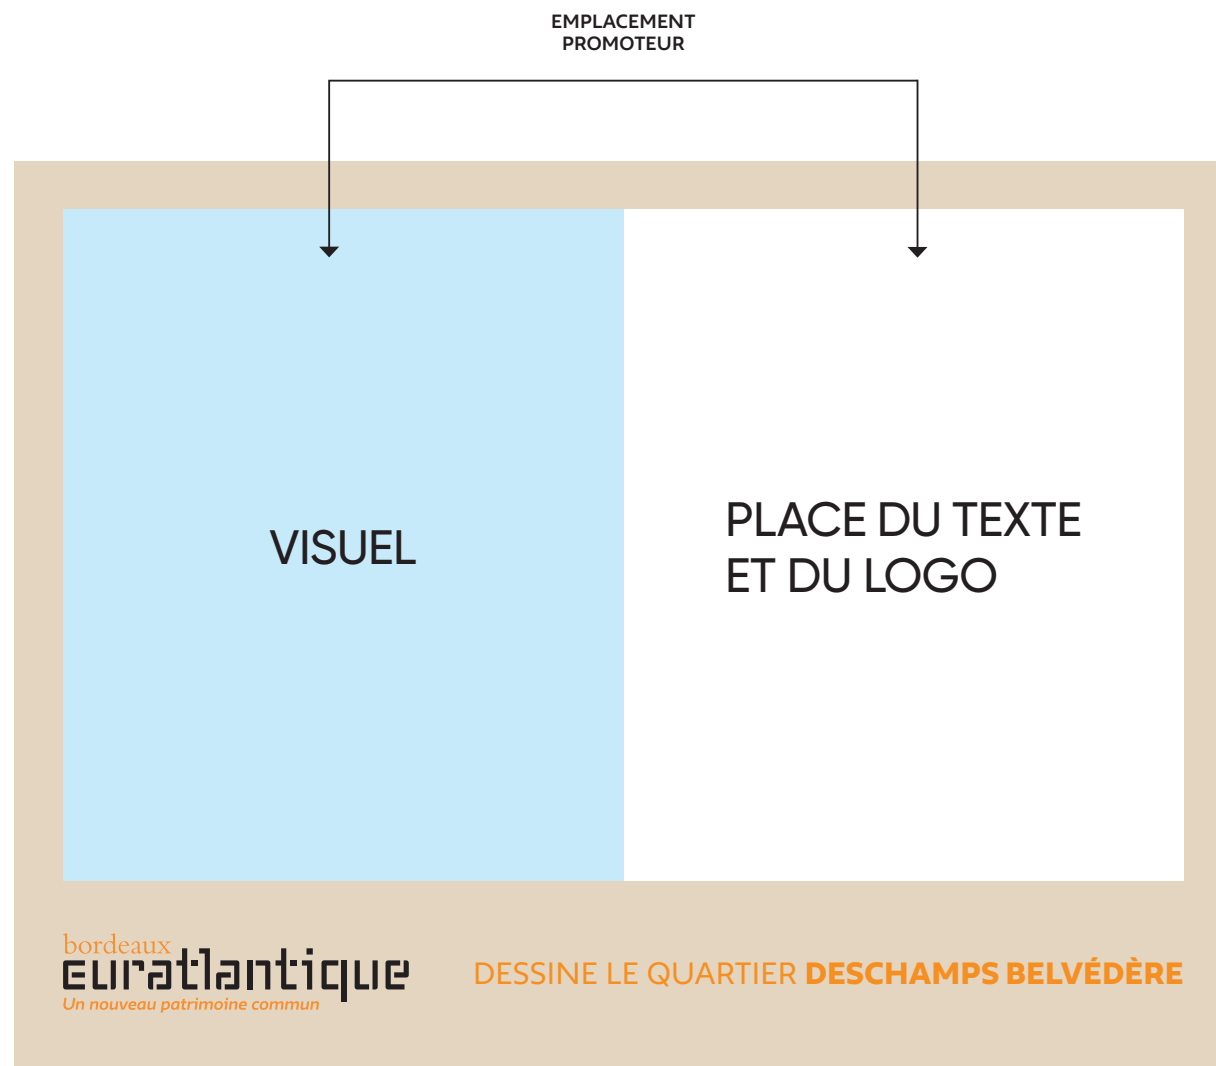 EMPLACEMENT
PROMOTEUR
VISUEL
PLACE DU TEXTE
ET DU LOGO
bordeaux
euratlantique
Un nouveau patrimoine commun
DESSINE LE QUARTIER DESCHAMPS BELVÉDÈRE